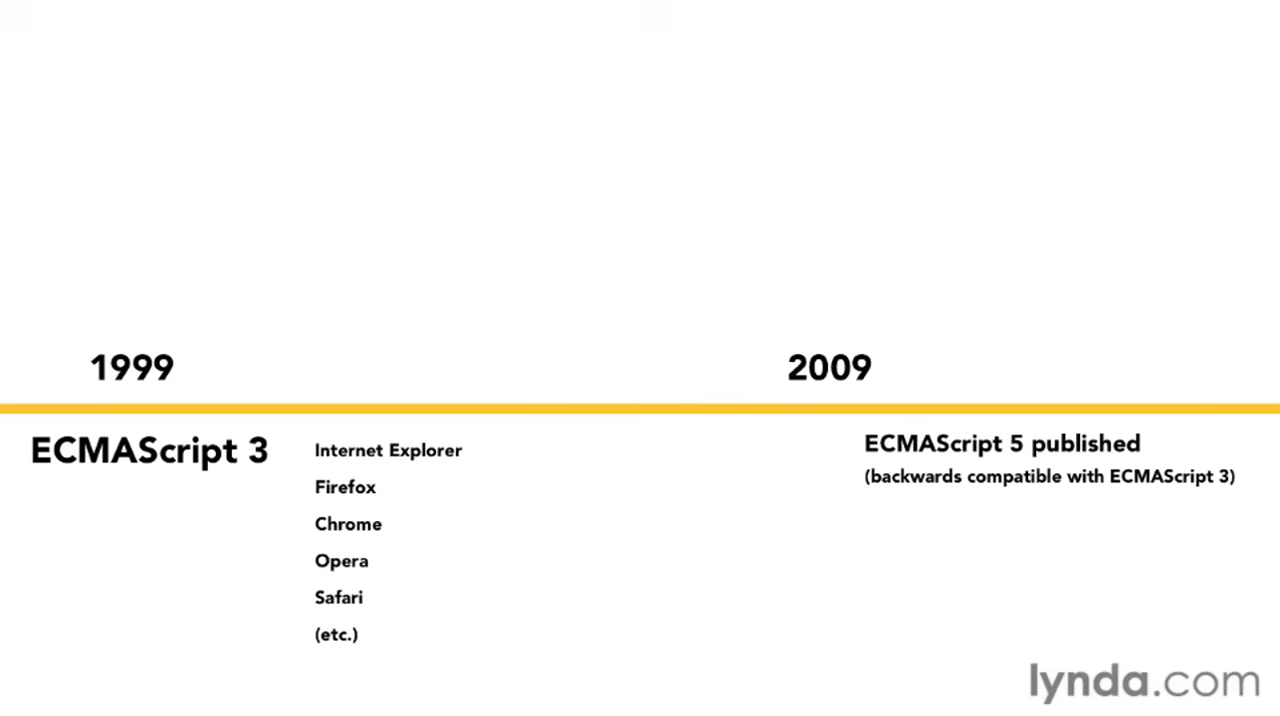 1999
2009
ECMAScript 3
Internet Explorer
Firefox
Chrome
Opera
Safari
(etc.)
ECMAScript 5 published
(backwards compatible with ECMAScript 3)
lynda.com